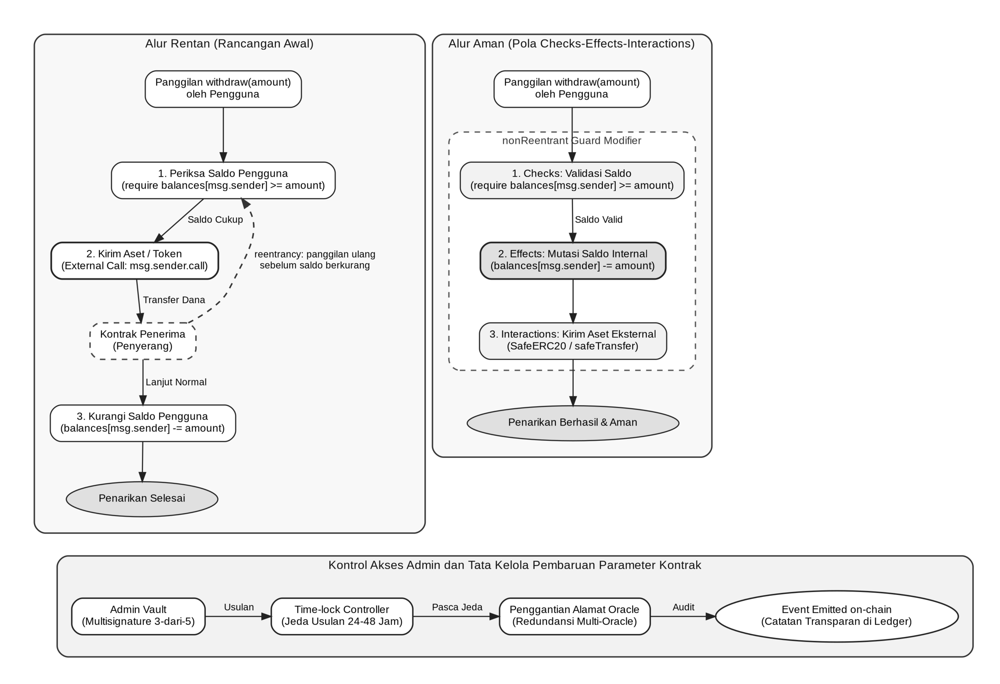 Alur Rentan (Rancangan Awal)
Panggilan withdraw(amount)
oleh Pengguna
1. Periksa Saldo Pengguna
(require balances[msg.sender] >= amount)
Saldo Cukup
2. Kirim Aset / Token
(External Call: msg.sender.call)
reentrancy: panggilan ulang
sebelum saldo berkurang
Transfer Dana
Kontrak Penerima
(Penyerang)
Lanjut Normal
3. Kurangi Saldo Pengguna
(balances[msg.sender] -= amount)
Penarikan Selesai
Alur Aman (Pola Checks-Effects-Interactions)
Panggilan withdraw(amount)
oleh Pengguna
nonReentrant Guard Modifier
1. Checks: Validasi Saldo
(require balances[msg.sender] >= amount)
Saldo Valid
2. Effects: Mutasi Saldo Internal
(balances[msg.sender] -= amount)
3. Interactions: Kirim Aset Eksternal
(SafeERC20 / safeTransfer)
Penarikan Berhasil & Aman
Kontrol Akses Admin dan Tata Kelola Pembaruan Parameter Kontrak
Admin Vault
(Multisignature 3-dari-5)
Usulan
Time-lock Controller
(Jeda Usulan 24-48 Jam)
Pasca Jeda
Penggantian Alamat Oracle
(Redundansi Multi-Oracle)
Audit
Event Emitted on-chain
(Catatan Transparan di Ledger)